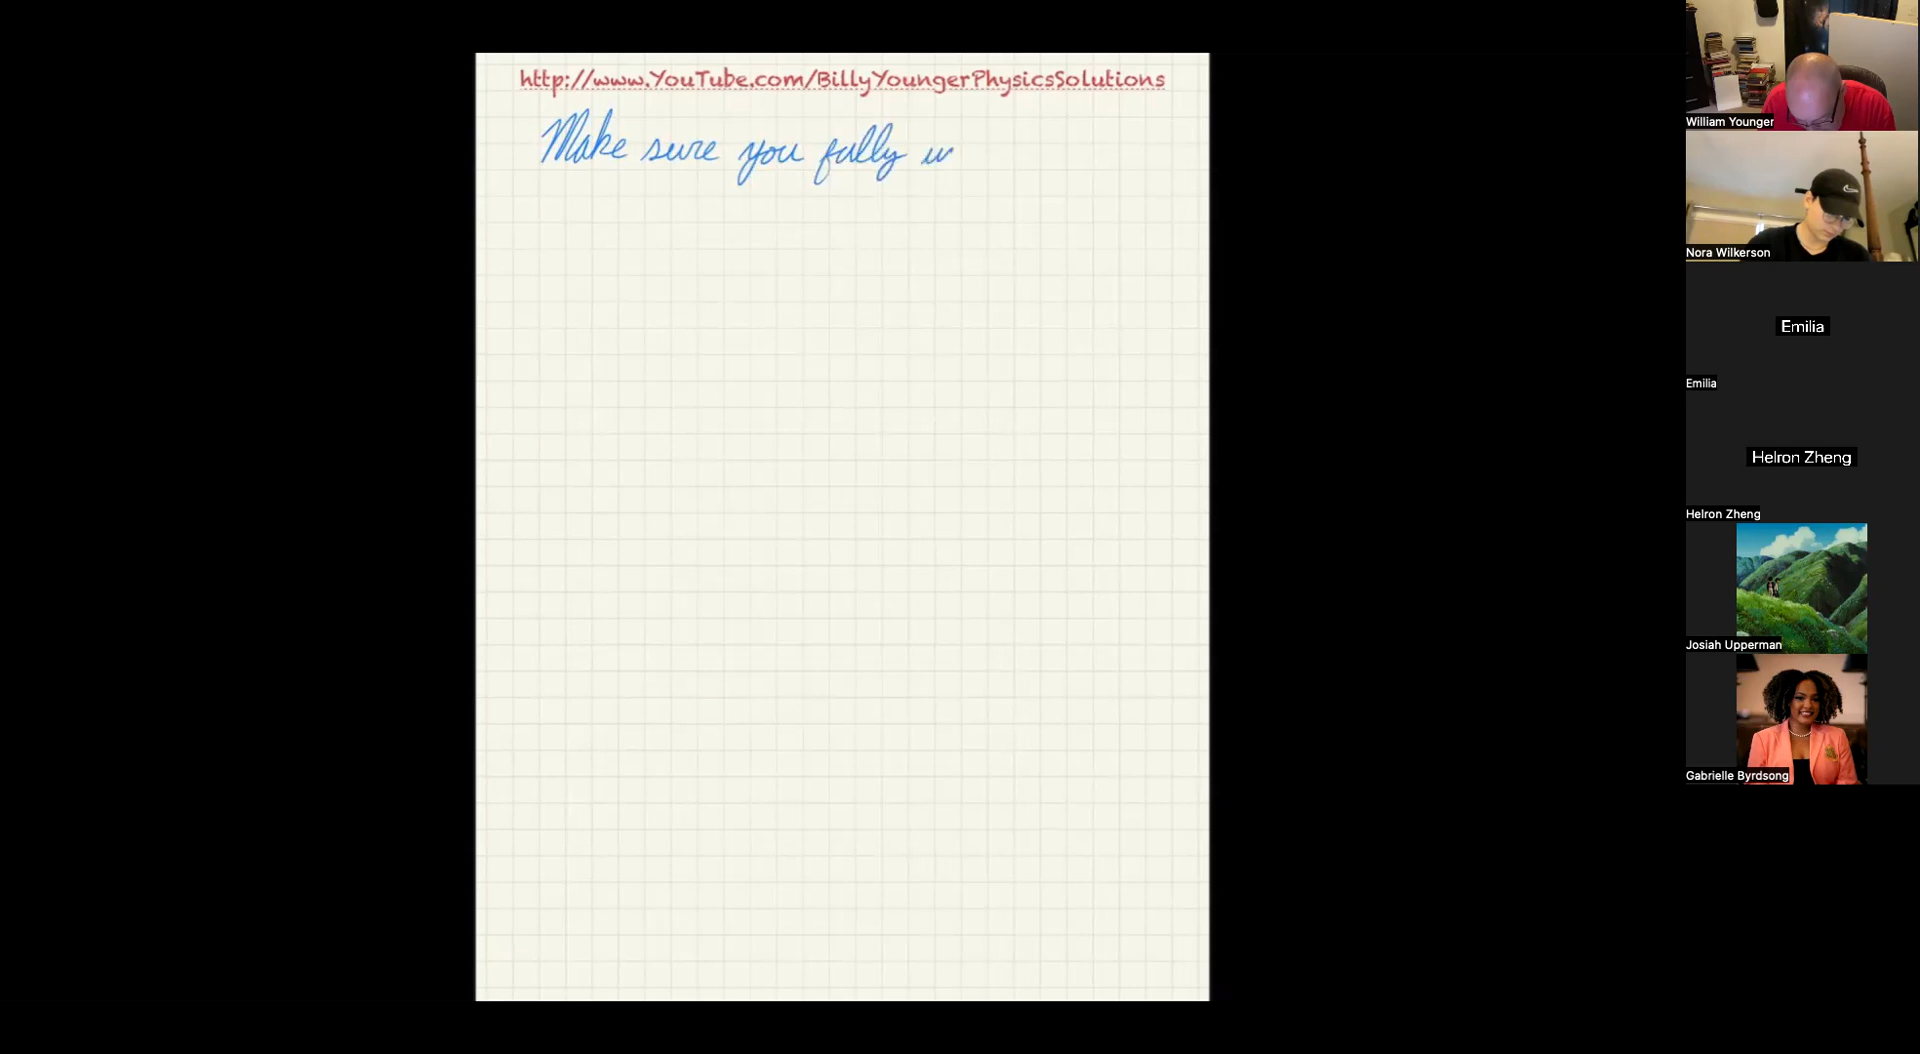 http://www.YouTube.com/BillyYoungerPhysicsSolutions
Make sure you fully
William Younger
Nora Wilkerson
Emilia
Emilia
Helron Zheng
Helron Zheng
Josiah Upperman
Gabrielle Byrdsong